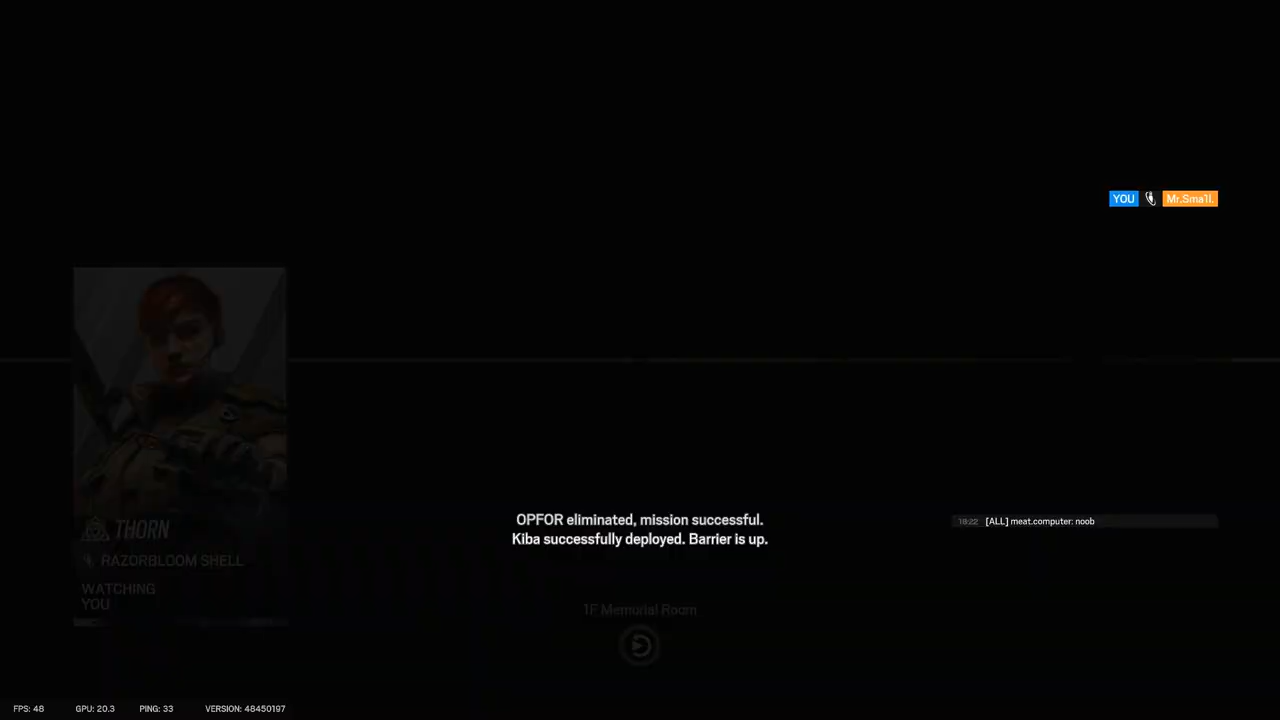 YOU Mr.Sma1l.
THORN
RAZORBLOOM SHELL
WATCHING
YOU
OPFOR eliminated, mission successful.
Kiba successfully deployed. Barrier is up.
18:22 [ALL] meat.computer: noob
1F Memorial Room
FPS: 48 GPU: 20.3 PING: 33 VERSION: 48450197